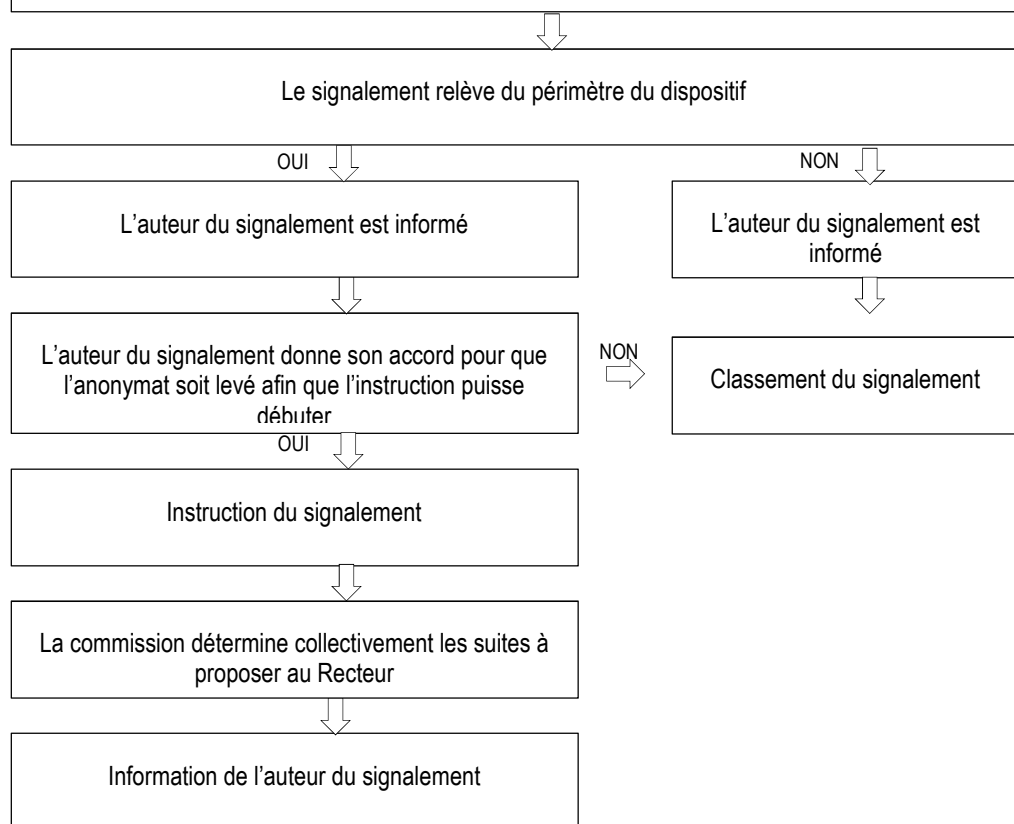 Le signalement relève du périmètre du dispositif
OUI
NON
L'auteur du signalement est informé
L'auteur du signalement est
informé
L'auteur du signalement donne son accord pour que
l'anonymat soit levé afin que l'instruction puisse
débuter
NON
Classement du signalement
OUI
Instruction du signalement
La commission détermine collectivement les suites à
proposer au Recteur
Information de l'auteur du signalement